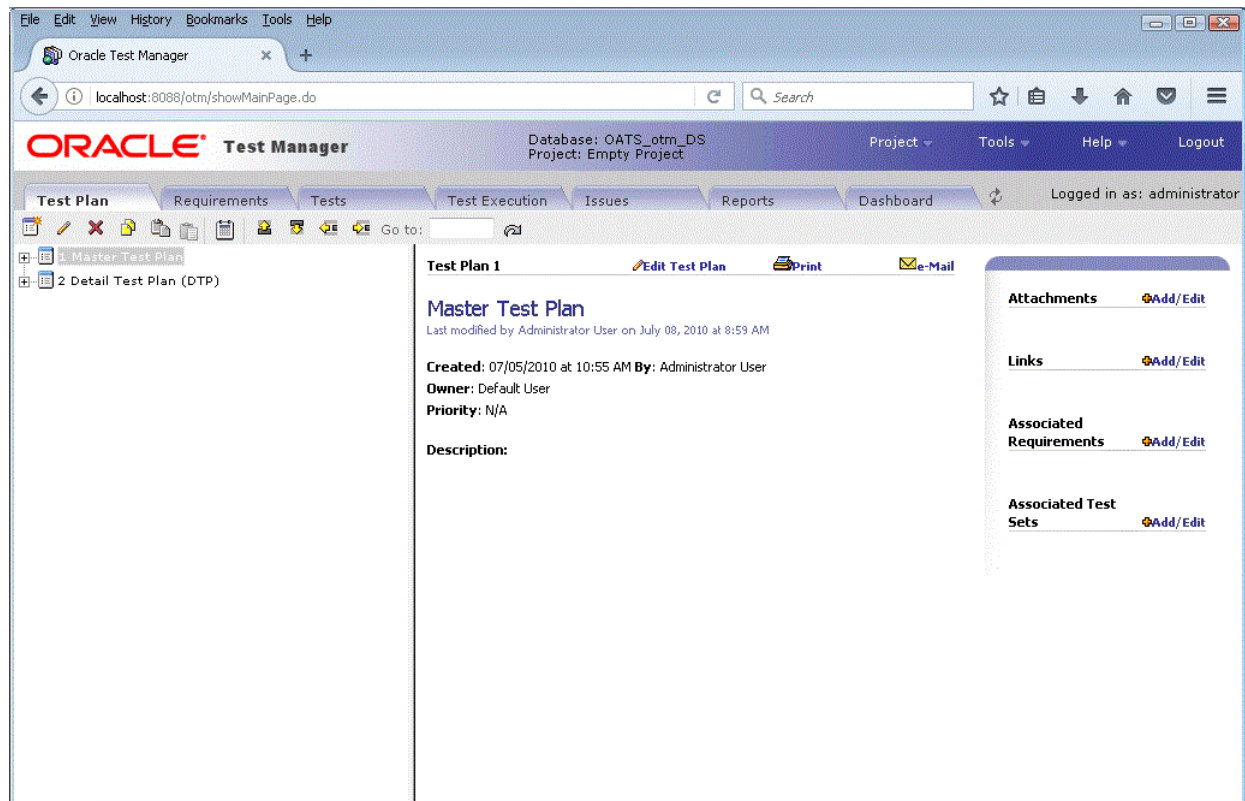 File Edit View History Bookmarks Tools Help
Oracle Test Manager
localhost:8088/otm/showMainPage.do
Search
ORACLE Test Manager
Database: OATS_otm_DS
Project: Empty Project
Project
Tools
Help
Logout
Test Plan
Requirements
Tests
Test Execution
Issues
Reports
Dashboard
Logged in as: administrator
Go to:
1 Master Test Plan
2 Detail Test Plan (DTP)
Test Plan 1
Edit Test Plan
Print
e-Mail
Master Test Plan
Last modified by Administrator User on July 08, 2010 at 8:59 AM
Created: 07/05/2010 at 10:55 AM By: Administrator User
Owner: Default User
Priority: N/A
Description:
Attachments Add/Edit
Links Add/Edit
Associated
Requirements Add/Edit
Associated Test
Sets Add/Edit